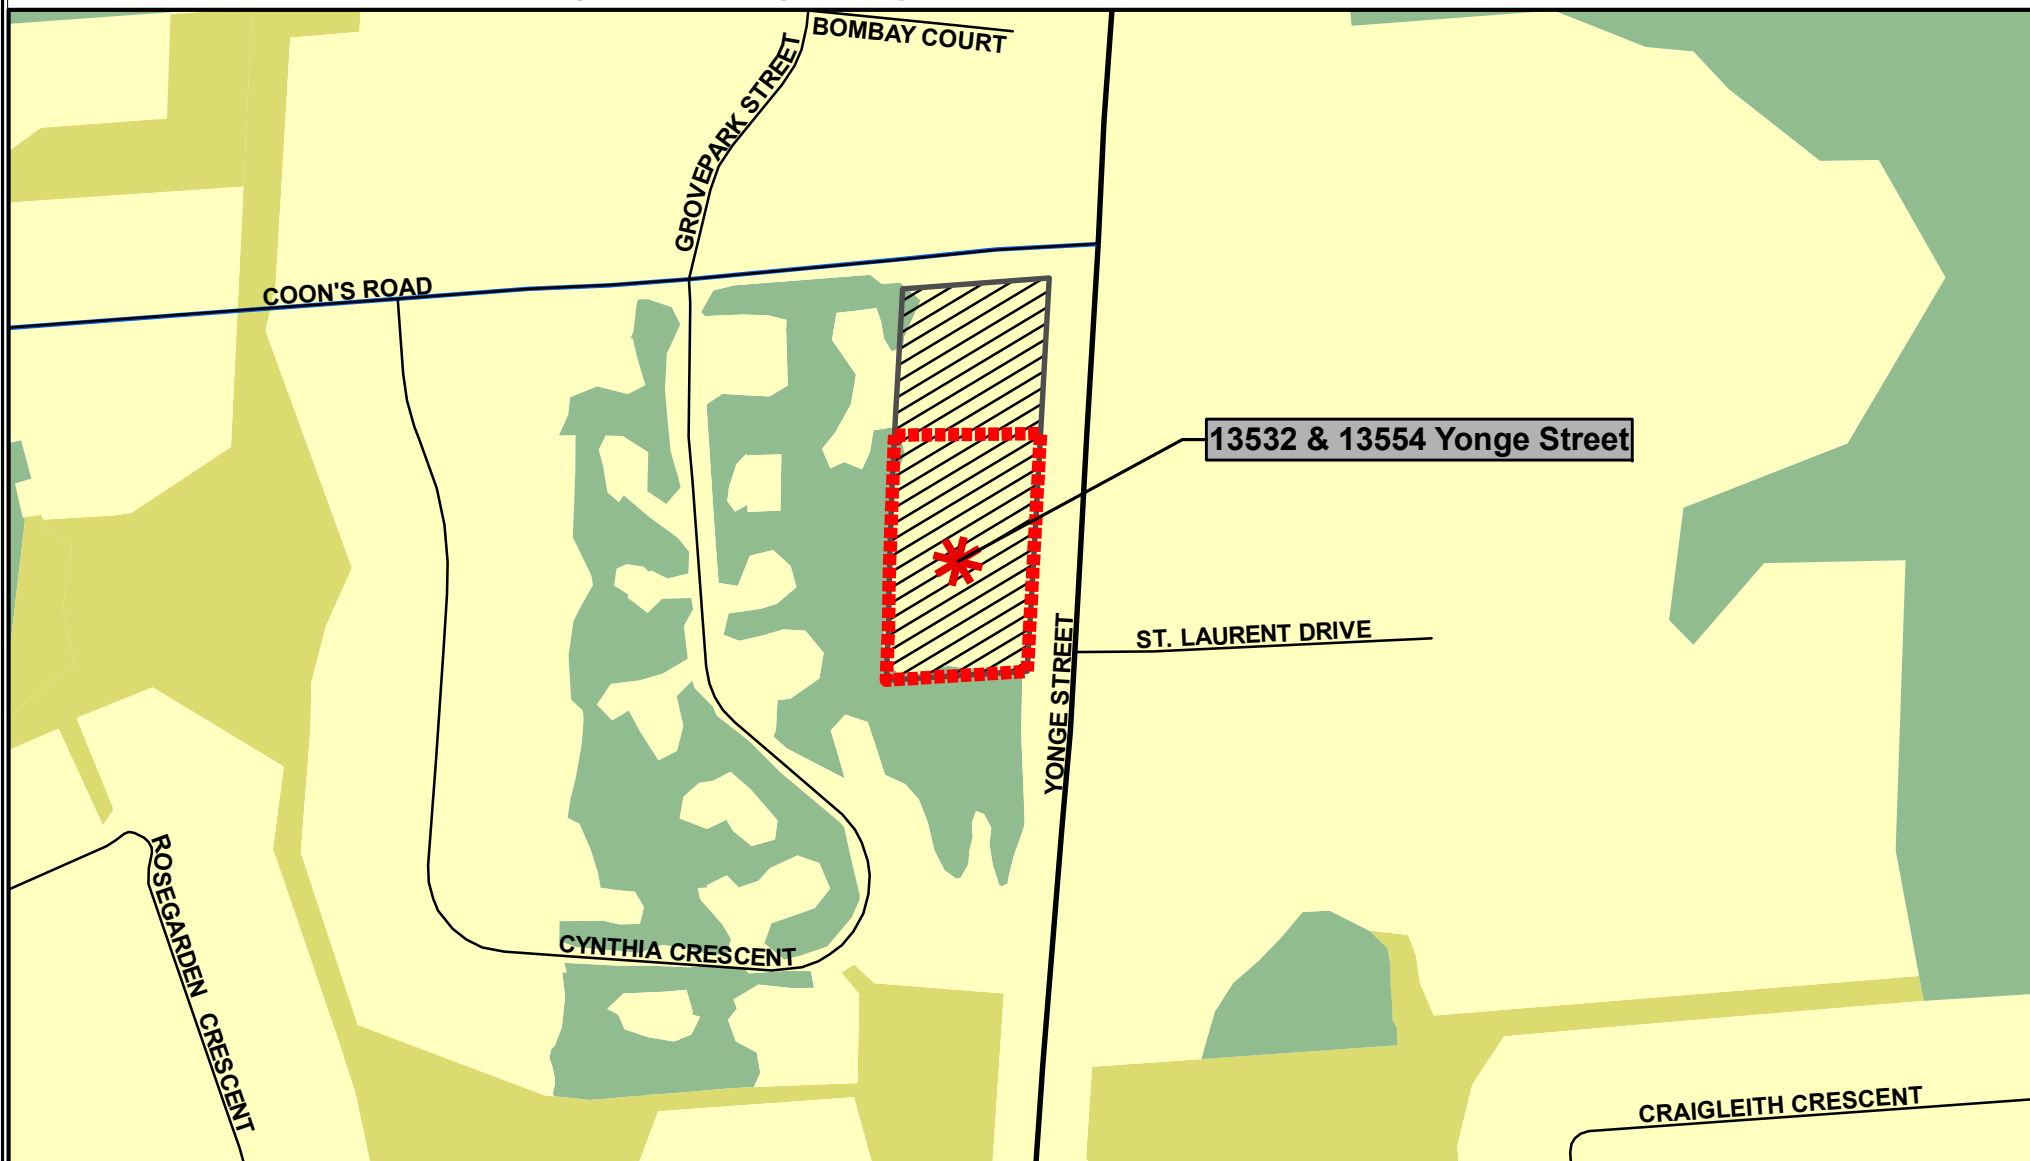 BOMBAY COURT
GROVEPARK STREET
COON'S ROAD
13532 & 13554 Yonge Street
ST. LAURENT DRIVE
YONGE STREET
ROSEGARDEN CRESCENT
CYNTHIA CRESCENT
CRAIGLEITH CRESCENT